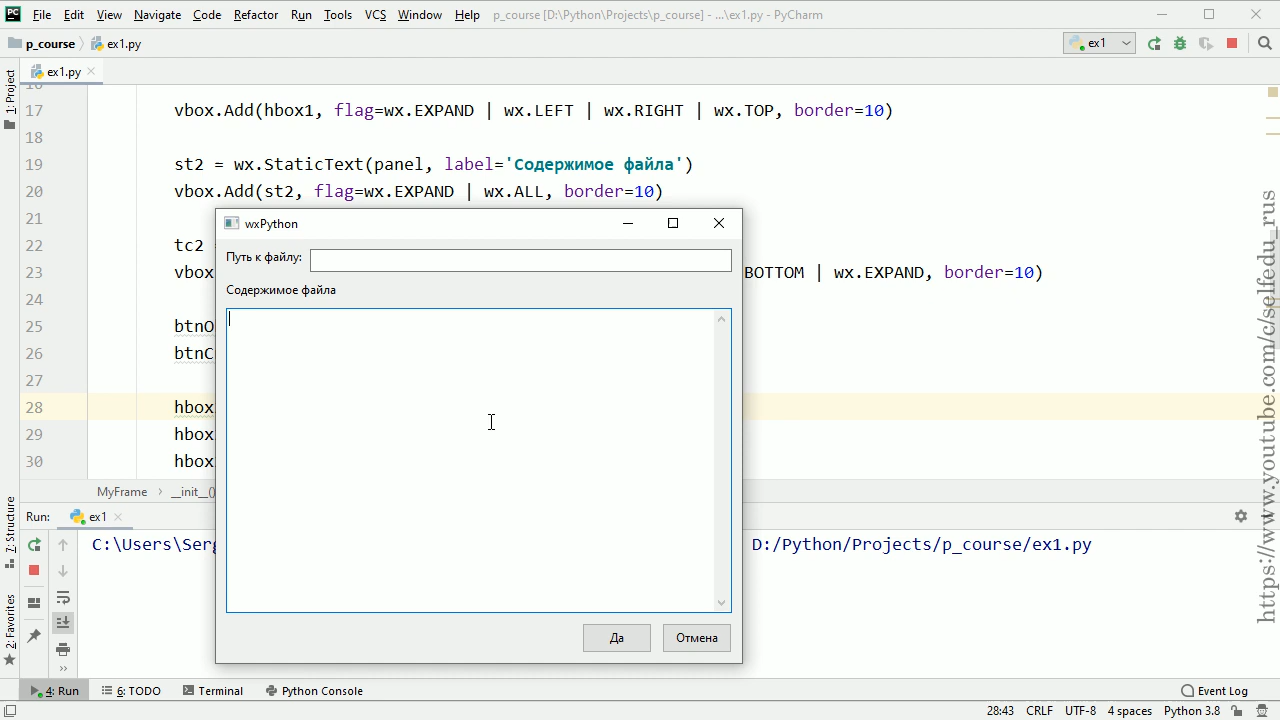 File Edit View Navigate Code Refactor Run Tools VCS Window Help p_course [D:\Python\Projects\p_course] - ...\ex1.py - PyCharm
p_course ex1.py ex1
1: Project
ex1.py
16
17 vbox.Add(hbox1, flag=wx.EXPAND | wx.LEFT | wx.RIGHT | wx.TOP, border=10)
18
19 st2 = wx.StaticText(panel, label='Содержимое файла')
20 vbox.Add(st2, flag=wx.EXPAND | wx.ALL, border=10)
21
wxPython
22 tc2 =
Путь к файлу:
23 vbox BOTTOM | wx.EXPAND, border=10)
Содержимое файла
24
25 btnO
26 btnC
27
28 hbox
29 hbox
30 hbox
MyFrame › __init__()
7: Structure
Run: ex1
C:\Users\Serg D:/Python/Projects/p_course/ex1.py
2: Favorites
Да Отмена
4: Run 6: TODO Terminal Python Console Event Log
28:43 CRLF UTF-8 4 spaces Python 3.8
https://www.youtube.com/c/selfedu_rus